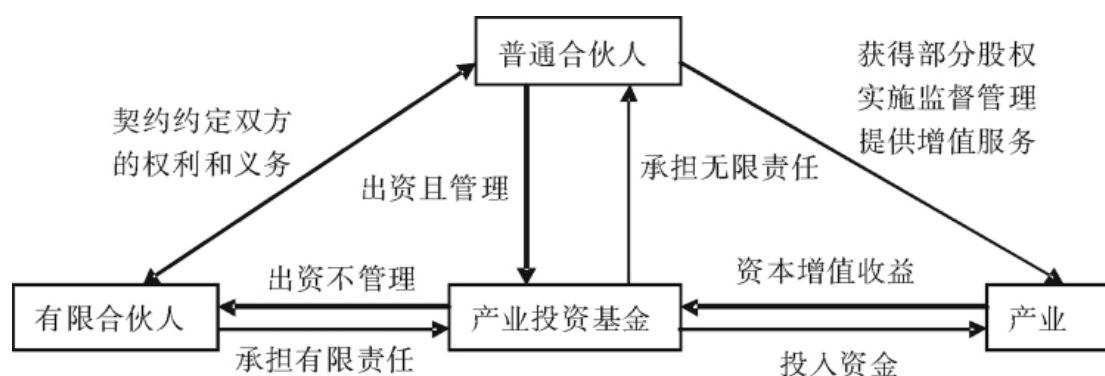 普通合伙人
获得部分股权
实施监督管理
提供增值服务
契约约定双方
的权利和义务
出资且管理
承担无限责任
出资不管理
资本增值收益
有限合伙人
产业投资基金
产业
承担有限责任
投入资金